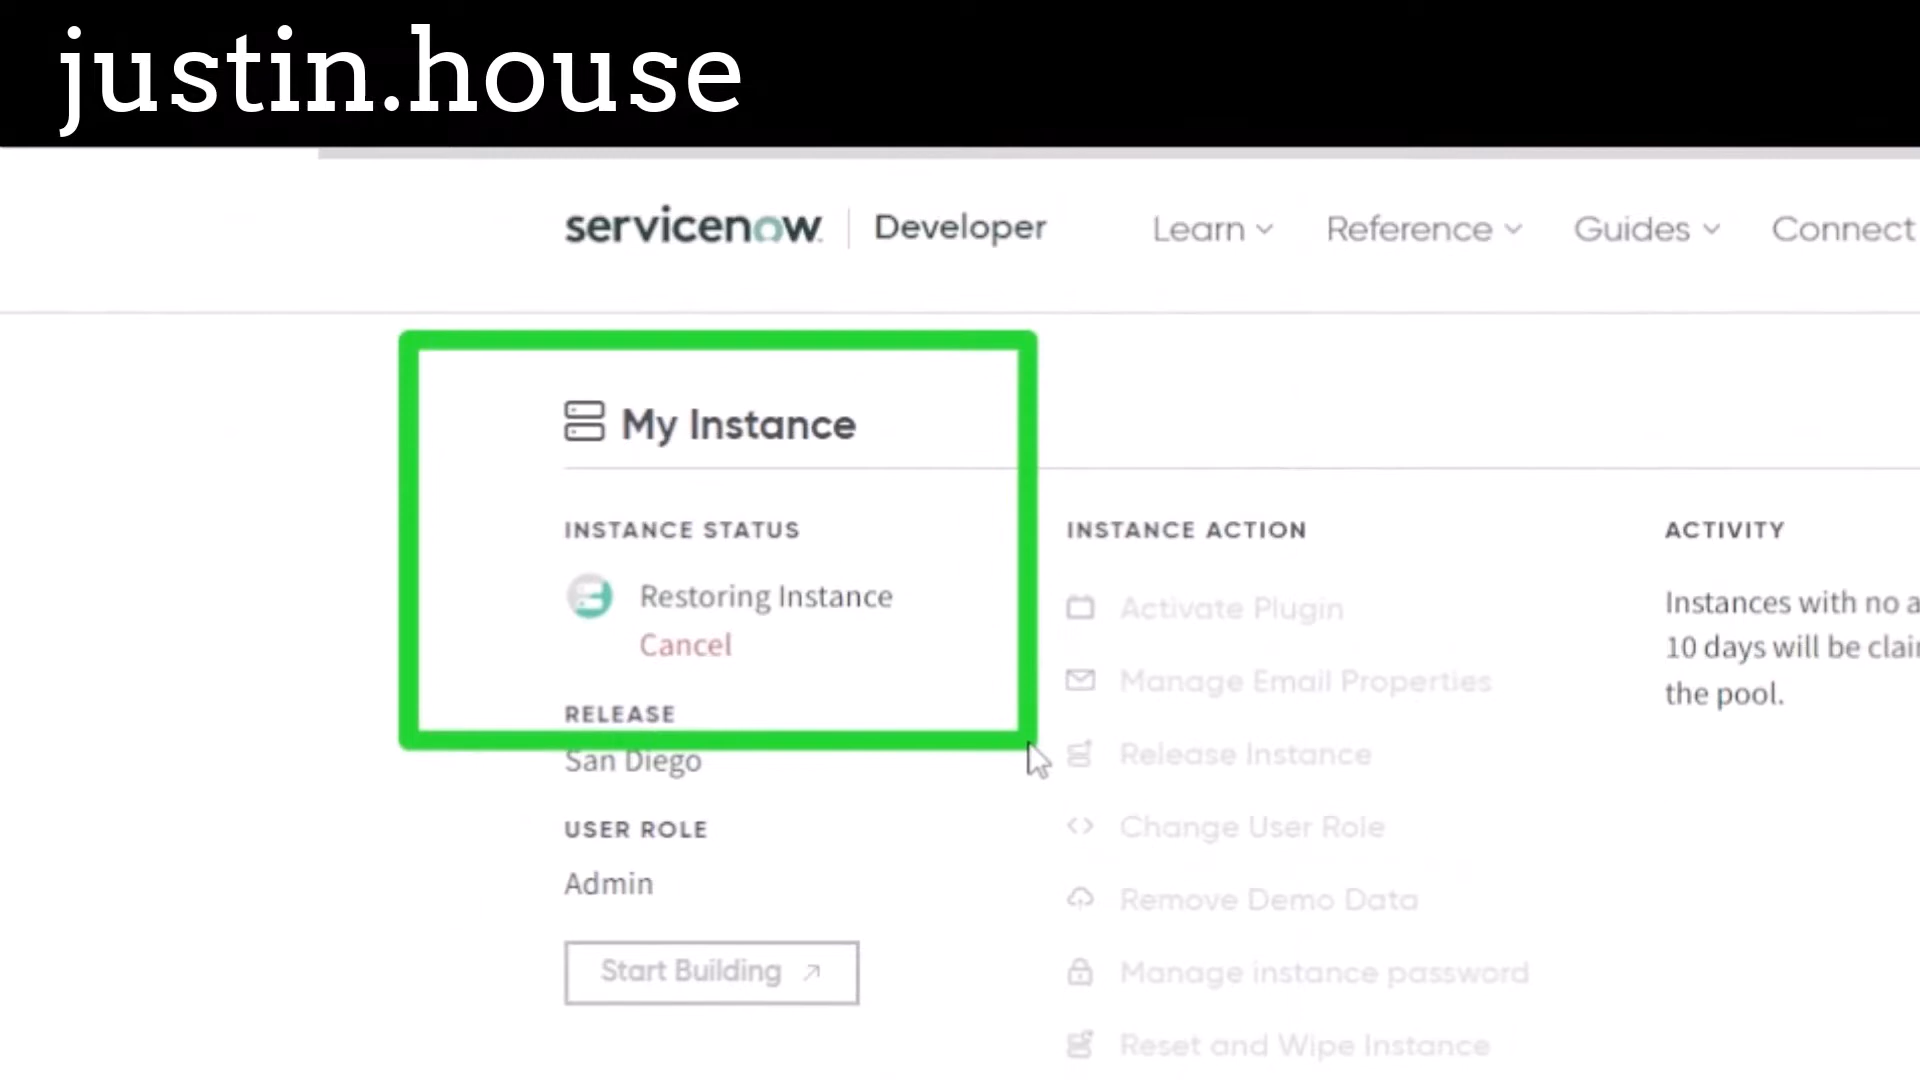 justin.house
servicenow Developer Learn Reference Guides Connect
My Instance
INSTANCE STATUS
Restoring Instance
Cancel
RELEASE
San Diego
USER ROLE
Admin
Start Building
INSTANCE ACTION
Activate Plugin
Manage Email Properties
Release Instance
Change User Role
Remove Demo Data
Manage instance password
Reset and Wipe Instance
ACTIVITY
Instances with no
10 days will be
the pool.